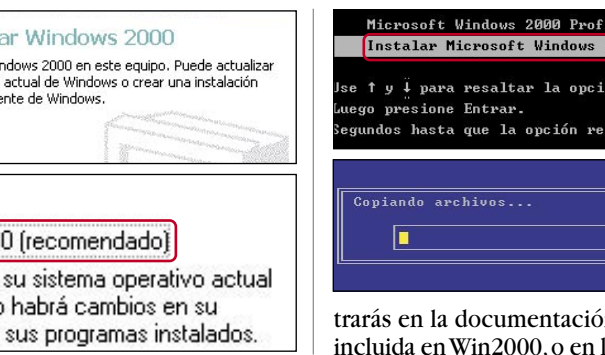 ar Windows 2000
ndows 2000 en este equipo. Puede actualizar
actual de Windows o crear una instalación
ente de Windows.
0 (recomendado)
su sistema operativo actual
o habrá cambios en su
sus programas instalados.
Microsoft Windows 2000 Prof
Instalar Microsoft Windows
Use ↑ y ↓ para resaltar la opci
Luego presione Entrar.
Segundos hasta que la opción re
Copiando archivos...
trarás en la documentación
incluida en Win2000, o en l